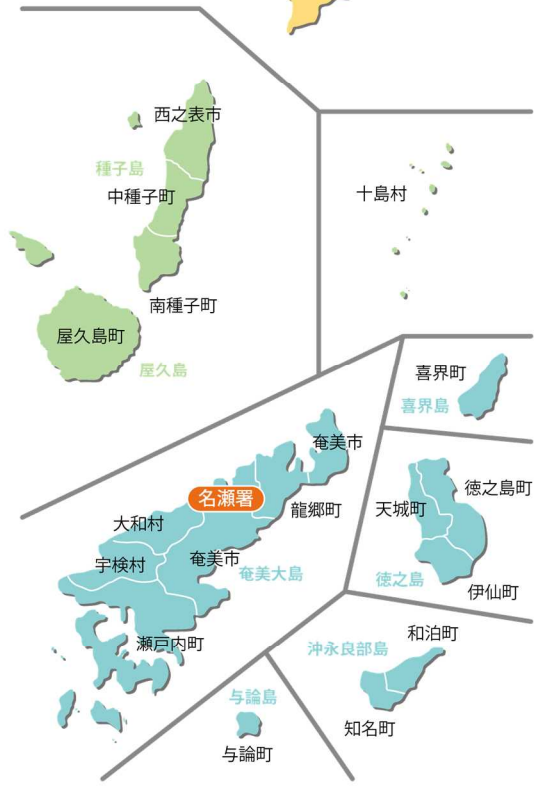 西之表市
種子島
中種子町
十島村
南種子町
屋久島町
屋久島
喜界町
喜界島
奄美市
徳之島町
名瀬署
龍郷町
天城町
大和村
奄美市
宇検村
奄美大島
徳之島
伊仙町
和泊町
瀬戸内町
沖永良部島
与論島
知名町
与論町